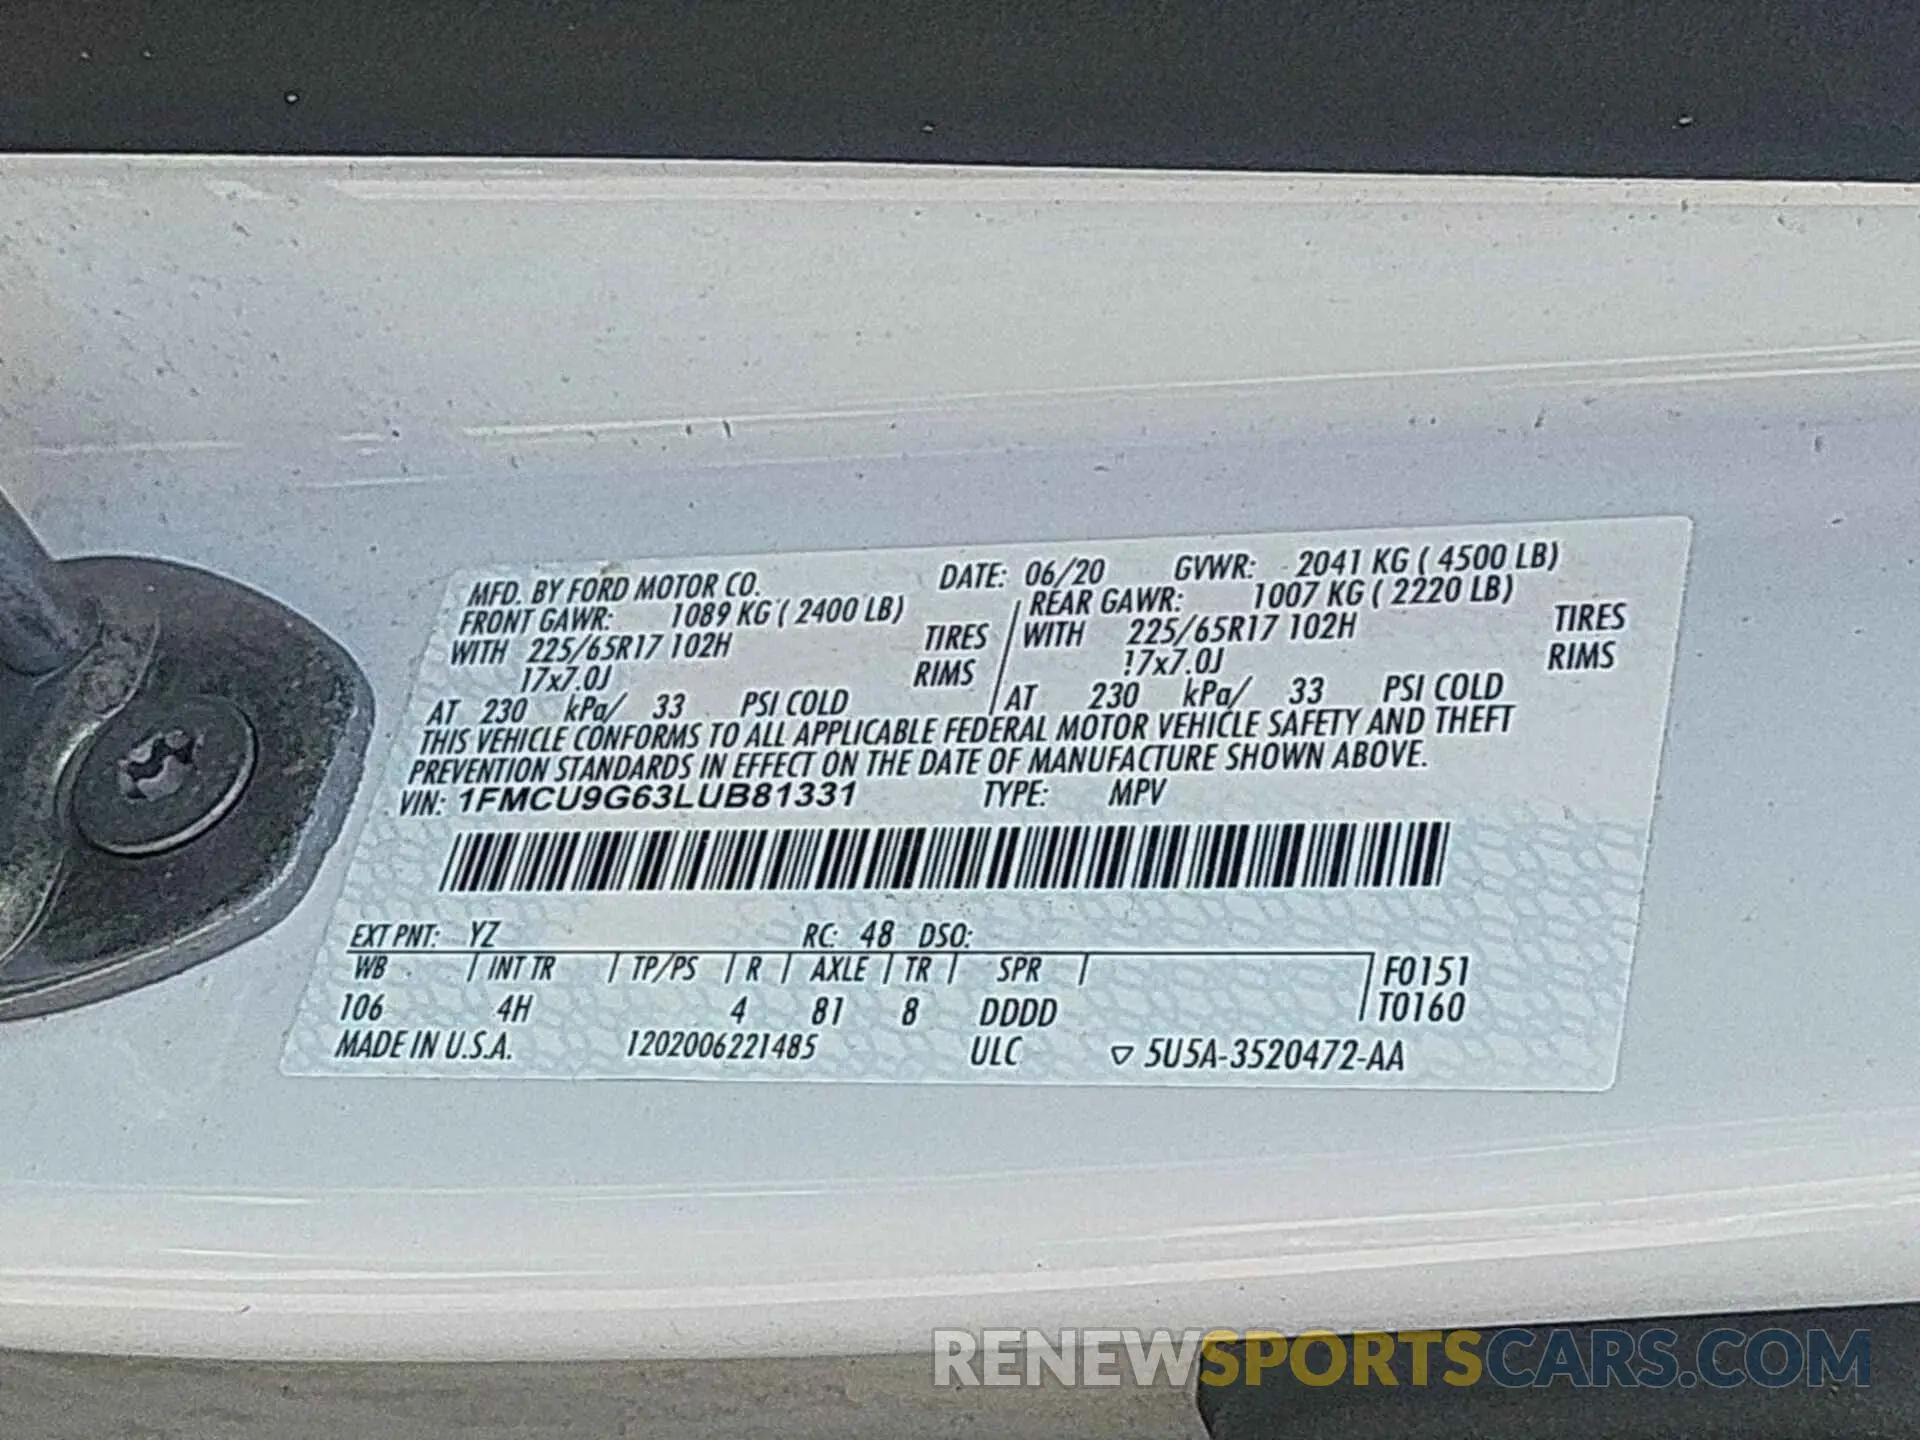 MFD. BY FORD MOTOR CO. DATE: 06/20 GVWR: 2041 KG ( 4500 LB)
FRONT GAWR: 1089 KG ( 2400 LB) REAR GAWR: 1007 KG ( 2220 LB)
WITH 225/65R17 102H TIRES WITH 225/65R17 102H TIRES
17x7.0J RIMS 17x7.0J RIMS
AT 230 kPa/ 33 PSI COLD AT 230 kPa/ 33 PSI COLD
THIS VEHICLE CONFORMS TO ALL APPLICABLE FEDERAL MOTOR VEHICLE SAFETY AND THEFT
PREVENTION STANDARDS IN EFFECT ON THE DATE OF MANUFACTURE SHOWN ABOVE.
VIN: 1FMCU9G63LUB81331 TYPE: MPV
EXT PNT: YZ RC: 48 DSO:
WB INT TR TP/PS R AXLE TR SPR F0151
106 4H 4 81 8 DDDD T0160
MADE IN U.S.A. 1202006221485 ULC 5U5A-3520472-AA
RENEWSPORTSCARS.COM